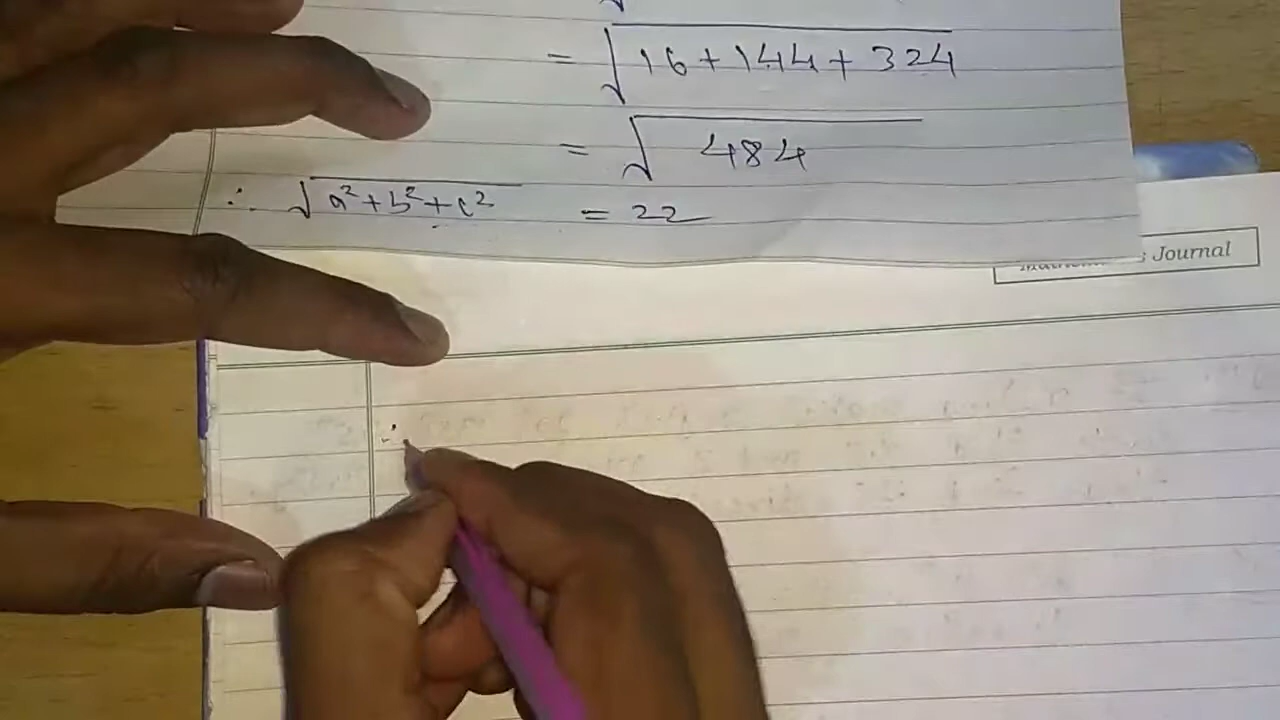 = √16+144+324
= √484
∴ √a²+b²+c² = 22
Journal
∴